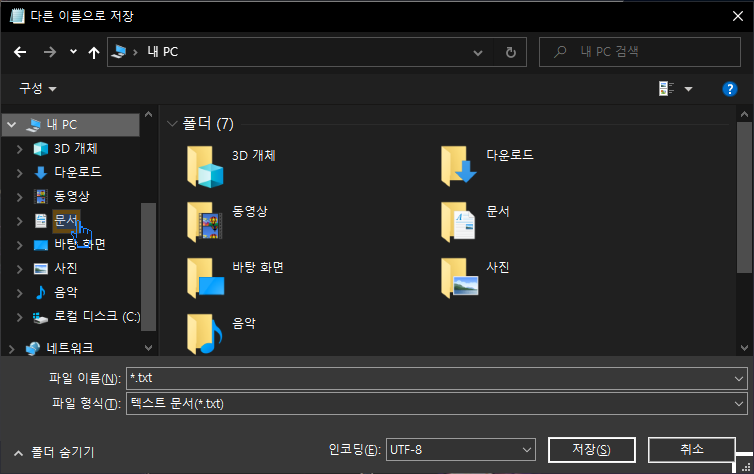 다른 이름으로 저장
내 PC
내 PC 검색
구성
내 PC
3D 개체
다운로드
동영상
문서
바탕 화면
사진
음악
로컬 디스크 (C:)
네트워크
폴더 (7)
3D 개체
다운로드
동영상
문서
바탕 화면
사진
음악
파일 이름(N):
*.txt
파일 형식(T):
텍스트 문서(*.txt)
폴더 숨기기
인코딩(E):
UTF-8
저장(S)
취소